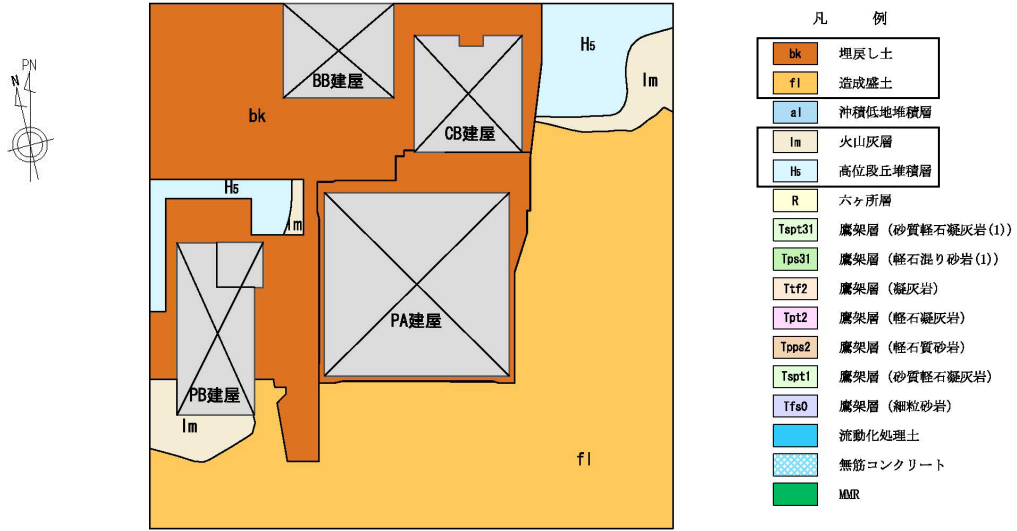 PN
N
BB建屋
CB建屋
H5
lm
bk
H5
lm
PA建屋
PB建屋
lm
fl
凡 例
bk 埋戻し土
fl 造成盛土
al 沖積低地堆積層
lm 火山灰層
H5 高位段丘堆積層
R 六ヶ所層
Tspt31 鷹架層（砂質軽石凝灰岩(1)）
Tps31 鷹架層（軽石混り砂岩(1)）
Ttf2 鷹架層（凝灰岩）
Tpt2 鷹架層（軽石凝灰岩）
Tpps2 鷹架層（軽石質砂岩）
Tspt1 鷹架層（砂質軽石凝灰岩）
Tfs0 鷹架層（細粒砂岩）
流動化処理土
無筋コンクリート
MMR